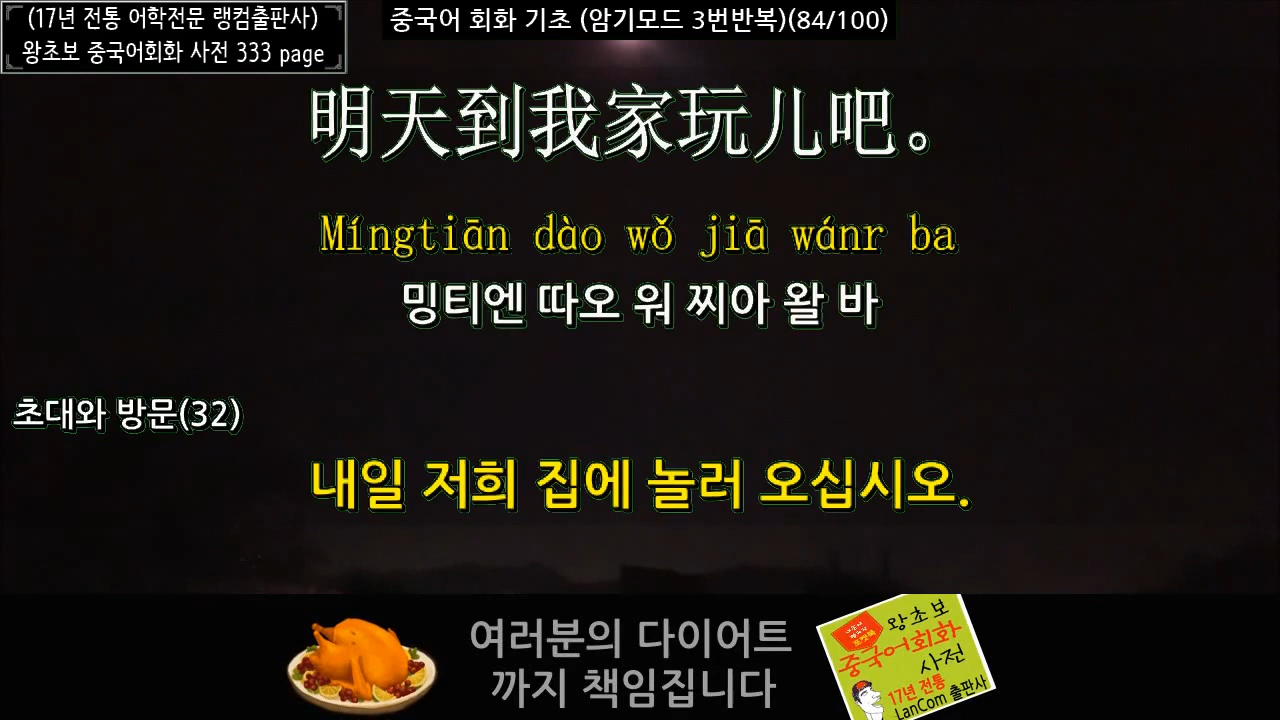 (17년 전통 어학전문 랭컴출판사)
왕초보 중국어회화 사전 333 page
중국어 회화 기초 (암기모드 3번반복)(84/100)
明天到我家玩儿吧。
Míngtiān dào wǒ jiā wánr ba
밍티엔 따오 워 찌아 왈 바
초대와 방문(32)
내일 저희 집에 놀러 오십시오.
여러분의 다이어트
까지 책임집니다
왕초보
중국어회화
사전
17년 전통
LanCom 출판사